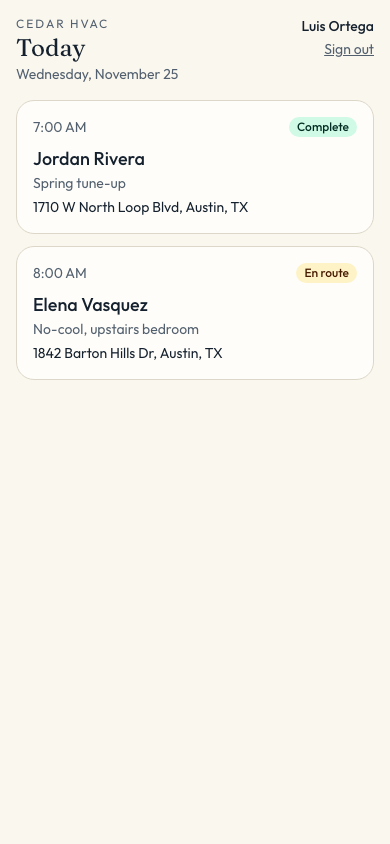 CEDAR HVAC
Today
Wednesday, November 25
Luis Ortega
Sign out
7:00 AM
Complete
Jordan Rivera
Spring tune-up
1710 W North Loop Blvd, Austin, TX
8:00 AM
En route
Elena Vasquez
No-cool, upstairs bedroom
1842 Barton Hills Dr, Austin, TX